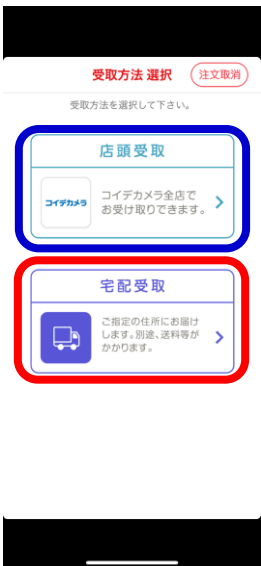 受取方法 選択
注文取消
受取方法を選択して下さい。
店頭受取
コイデカメラ
コイデカメラ全店で
お受け取りできます。
宅配受取
ご指定の住所にお届け
します。別途、送料等が
かかります。